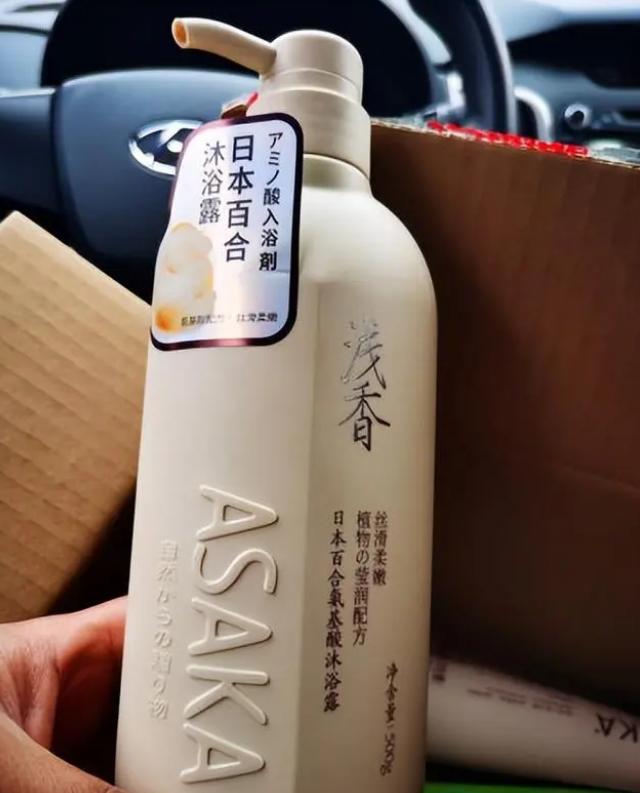 アミノ酸入浴剤
日本百合
沐浴露
浅香
ASAKA
自然からの贈り物
丝滑柔嫩
植物の莹润配方
日本百合氨基酸沐浴露
净含量:500g